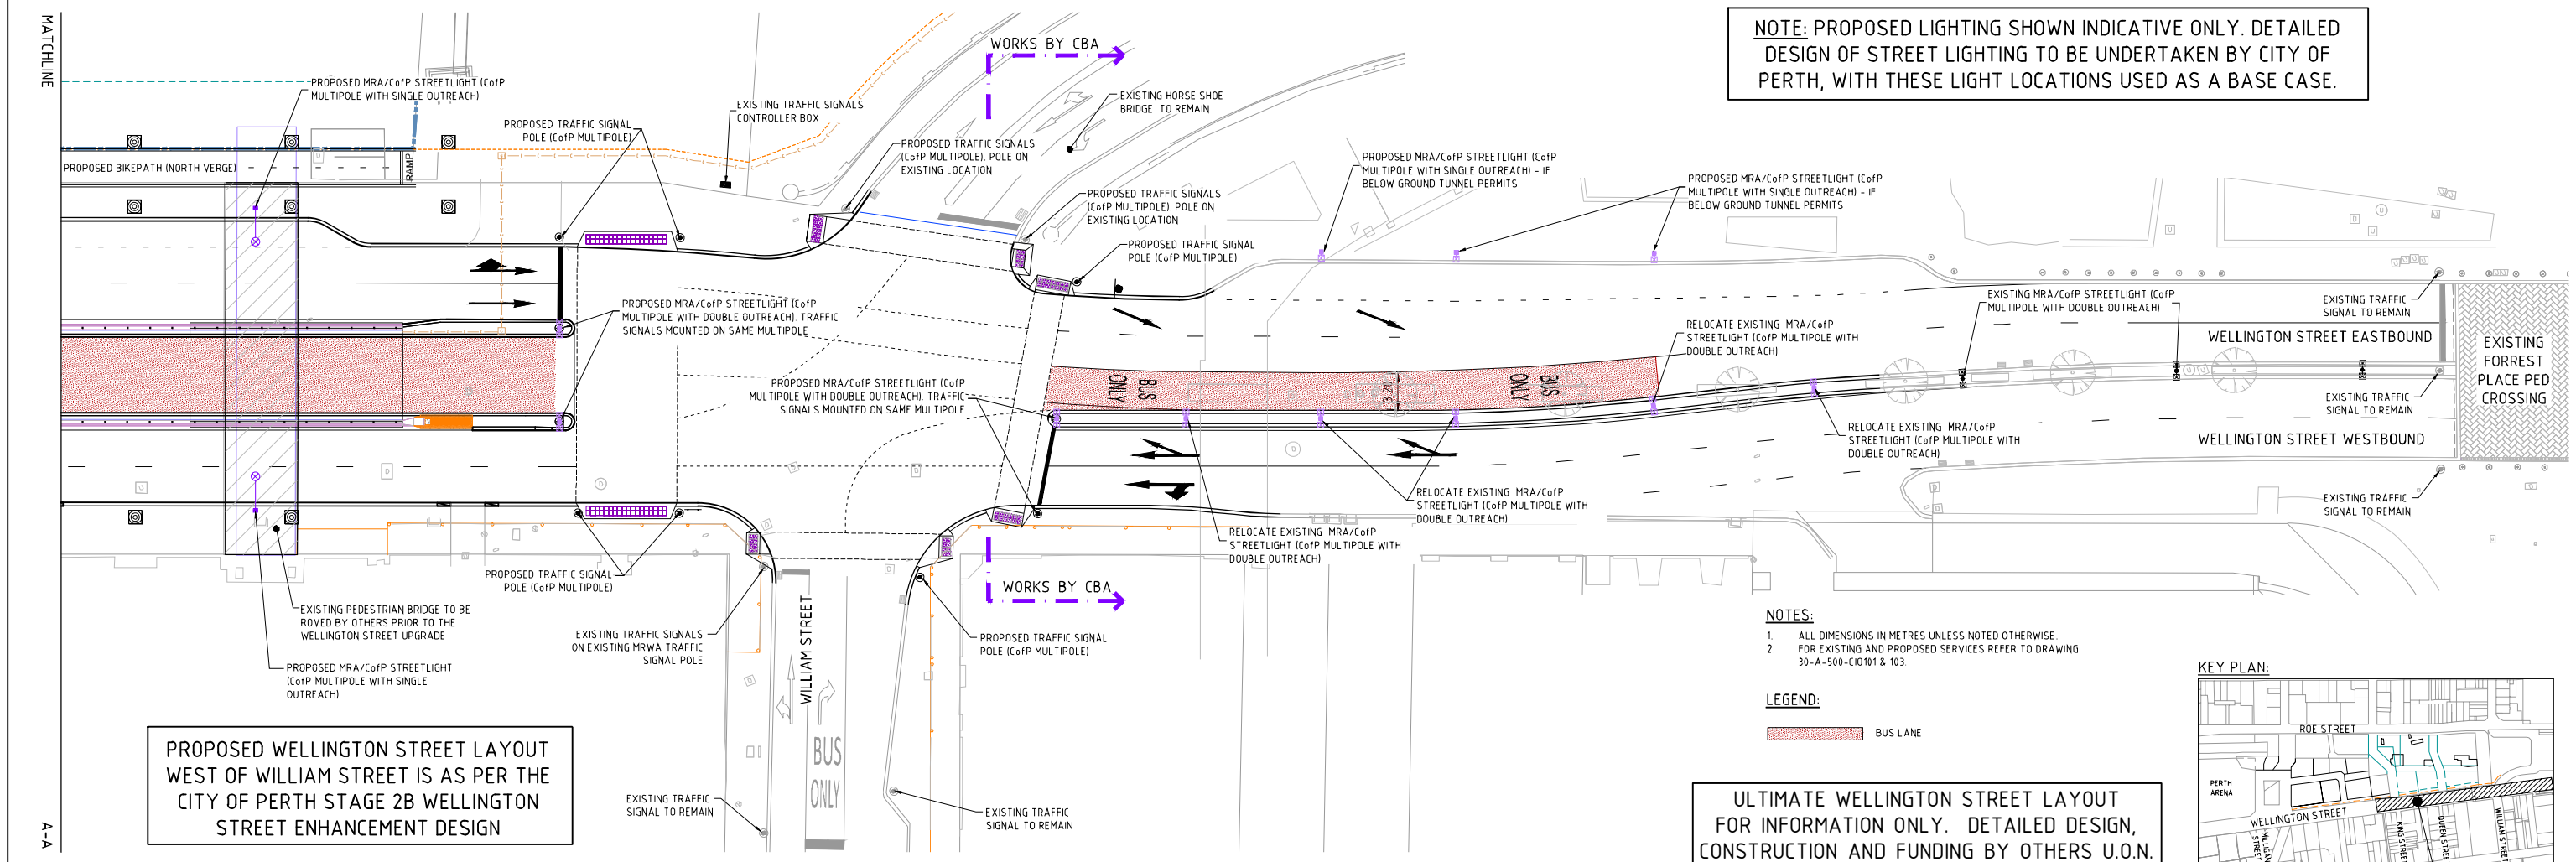 MATCHLINE
A-A
PROPOSED MRA/CofP STREETLIGHT (CofP
MULTIPOLE WITH SINGLE OUTREACH)
PROPOSED BIKEPATH (NORTH VERGE)
RAMP
PROPOSED TRAFFIC SIGNAL
POLE (CofP MULTIPOLE)
EXISTING TRAFFIC SIGNALS
CONTROLLER BOX
PROPOSED TRAFFIC SIGNALS
(CofP MULTIPOLE). POLE ON
EXISTING LOCATION
WORKS BY CBA
EXISTING HORSE SHOE
BRIDGE TO REMAIN
PROPOSED TRAFFIC SIGNALS
(CofP MULTIPOLE). POLE ON
EXISTING LOCATION
PROPOSED TRAFFIC SIGNAL
POLE (CofP MULTIPOLE)
PROPOSED MRA/CofP STREETLIGHT (CofP
MULTIPOLE WITH SINGLE OUTREACH) - IF
BELOW GROUND TUNNEL PERMITS
PROPOSED MRA/CofP STREETLIGHT (CofP
MULTIPOLE WITH SINGLE OUTREACH) - IF
BELOW GROUND TUNNEL PERMITS
NOTE: PROPOSED LIGHTING SHOWN INDICATIVE ONLY. DETAILED
DESIGN OF STREET LIGHTING TO BE UNDERTAKEN BY CITY OF
PERTH, WITH THESE LIGHT LOCATIONS USED AS A BASE CASE.
PROPOSED MRA/CofP STREETLIGHT (CofP
MULTIPOLE WITH DOUBLE OUTREACH). TRAFFIC
SIGNALS MOUNTED ON SAME MULTIPOLE
PROPOSED MRA/CofP STREETLIGHT (CofP
MULTIPOLE WITH DOUBLE OUTREACH). TRAFFIC
SIGNALS MOUNTED ON SAME MULTIPOLE
BUS
ONLY
3.20
BUS
ONLY
RELOCATE EXISTING MRA/CofP
STREETLIGHT (CofP MULTIPOLE WITH
DOUBLE OUTREACH)
EXISTING MRA/CofP STREETLIGHT (CofP
MULTIPOLE WITH DOUBLE OUTREACH)
EXISTING TRAFFIC
SIGNAL TO REMAIN
WELLINGTON STREET EASTBOUND
EXISTING
FORREST
PLACE PED
CROSSING
EXISTING TRAFFIC
SIGNAL TO REMAIN
WELLINGTON STREET WESTBOUND
RELOCATE EXISTING MRA/CofP
STREETLIGHT (CofP MULTIPOLE WITH
DOUBLE OUTREACH)
EXISTING TRAFFIC
SIGNAL TO REMAIN
RELOCATE EXISTING MRA/CofP
STREETLIGHT (CofP MULTIPOLE WITH
DOUBLE OUTREACH)
RELOCATE EXISTING MRA/CofP
STREETLIGHT (CofP MULTIPOLE WITH
DOUBLE OUTREACH)
PROPOSED TRAFFIC SIGNAL
POLE (CofP MULTIPOLE)
EXISTING PEDESTRIAN BRIDGE TO BE
ROVED BY OTHERS PRIOR TO THE
WELLINGTON STREET UPGRADE
PROPOSED MRA/CofP STREETLIGHT
(CofP MULTIPOLE WITH SINGLE
OUTREACH)
EXISTING TRAFFIC SIGNALS
ON EXISTING MRWA TRAFFIC
SIGNAL POLE
WILLIAM STREET
BUS
ONLY
WORKS BY CBA
PROPOSED TRAFFIC SIGNAL
POLE (CofP MULTIPOLE)
EXISTING TRAFFIC
SIGNAL TO REMAIN
EXISTING TRAFFIC
SIGNAL TO REMAIN
PROPOSED WELLINGTON STREET LAYOUT
WEST OF WILLIAM STREET IS AS PER THE
CITY OF PERTH STAGE 2B WELLINGTON
STREET ENHANCEMENT DESIGN
NOTES:
1. ALL DIMENSIONS IN METRES UNLESS NOTED OTHERWISE.
2. FOR EXISTING AND PROPOSED SERVICES REFER TO DRAWING
30-A-500-CI0101 & 103.
LEGEND:
BUS LANE
ULTIMATE WELLINGTON STREET LAYOUT
FOR INFORMATION ONLY. DETAILED DESIGN,
CONSTRUCTION AND FUNDING BY OTHERS U.O.N.
KEY PLAN:
ROE STREET
PERTH
ARENA
WELLINGTON STREET
MILLIGAN
STREET